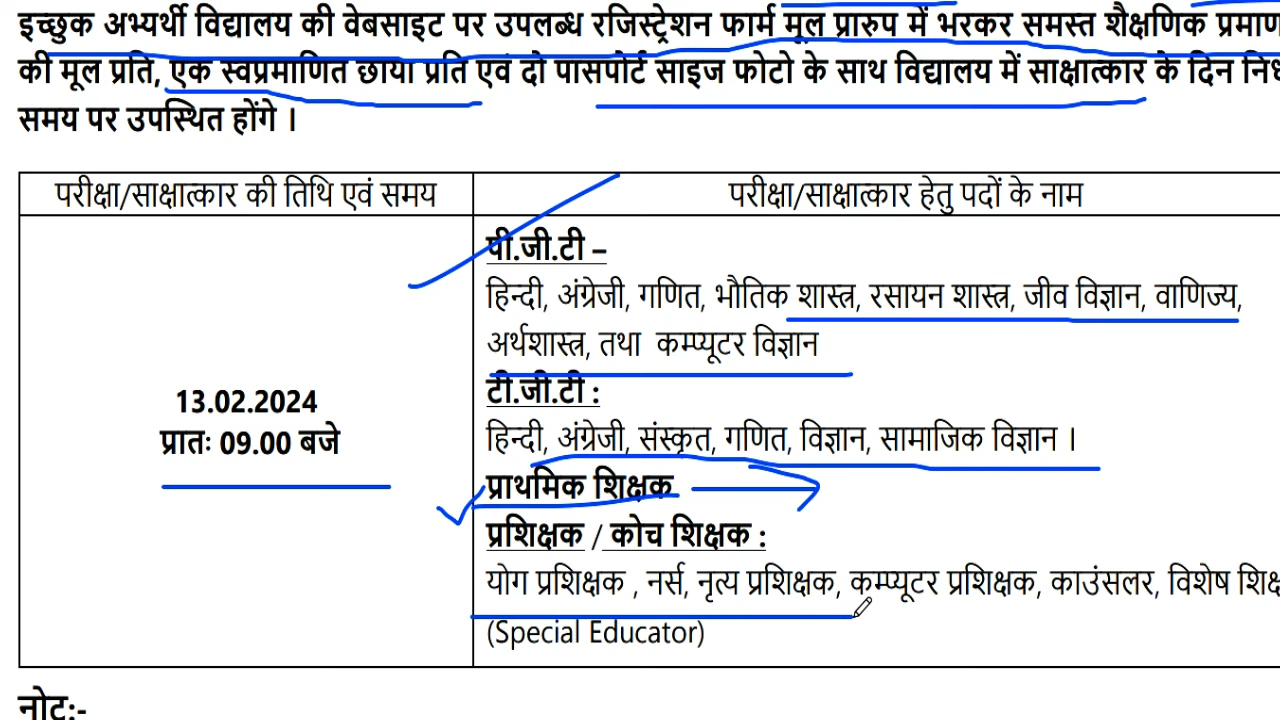 इच्छुक अभ्यर्थी विद्यालय की वेबसाइट पर उपलब्ध रजिस्ट्रेशन फार्म मूल प्रारुप में भरकर समस्त शैक्षणिक
की मूल प्रति, एक स्वप्रमाणित छाया प्रति एवं दो पासपोर्ट साइज फोटो के साथ विद्यालय में साक्षात्कार के दिन
समय पर उपस्थित होंगे ।
परीक्षा/साक्षात्कार की तिथि एवं समय
परीक्षा/साक्षात्कार हेतु पदों के नाम
13.02.2024
प्रातः 09.00 बजे
पी.जी.टी –
हिन्दी, अंग्रेजी, गणित, भौतिक शास्त्र, रसायन शास्त्र, जीव विज्ञान, वाणिज्य,
अर्थशास्त्र, तथा कम्प्यूटर विज्ञान
टी.जी.टी :
हिन्दी, अंग्रेजी, संस्कृत, गणित, विज्ञान, सामाजिक विज्ञान ।
प्राथमिक शिक्षक
प्रशिक्षक / कोच शिक्षक :
योग प्रशिक्षक , नर्स, नृत्य प्रशिक्षक, कम्प्यूटर प्रशिक्षक, काउंसलर, विशेष
(Special Educator)
नोट:-